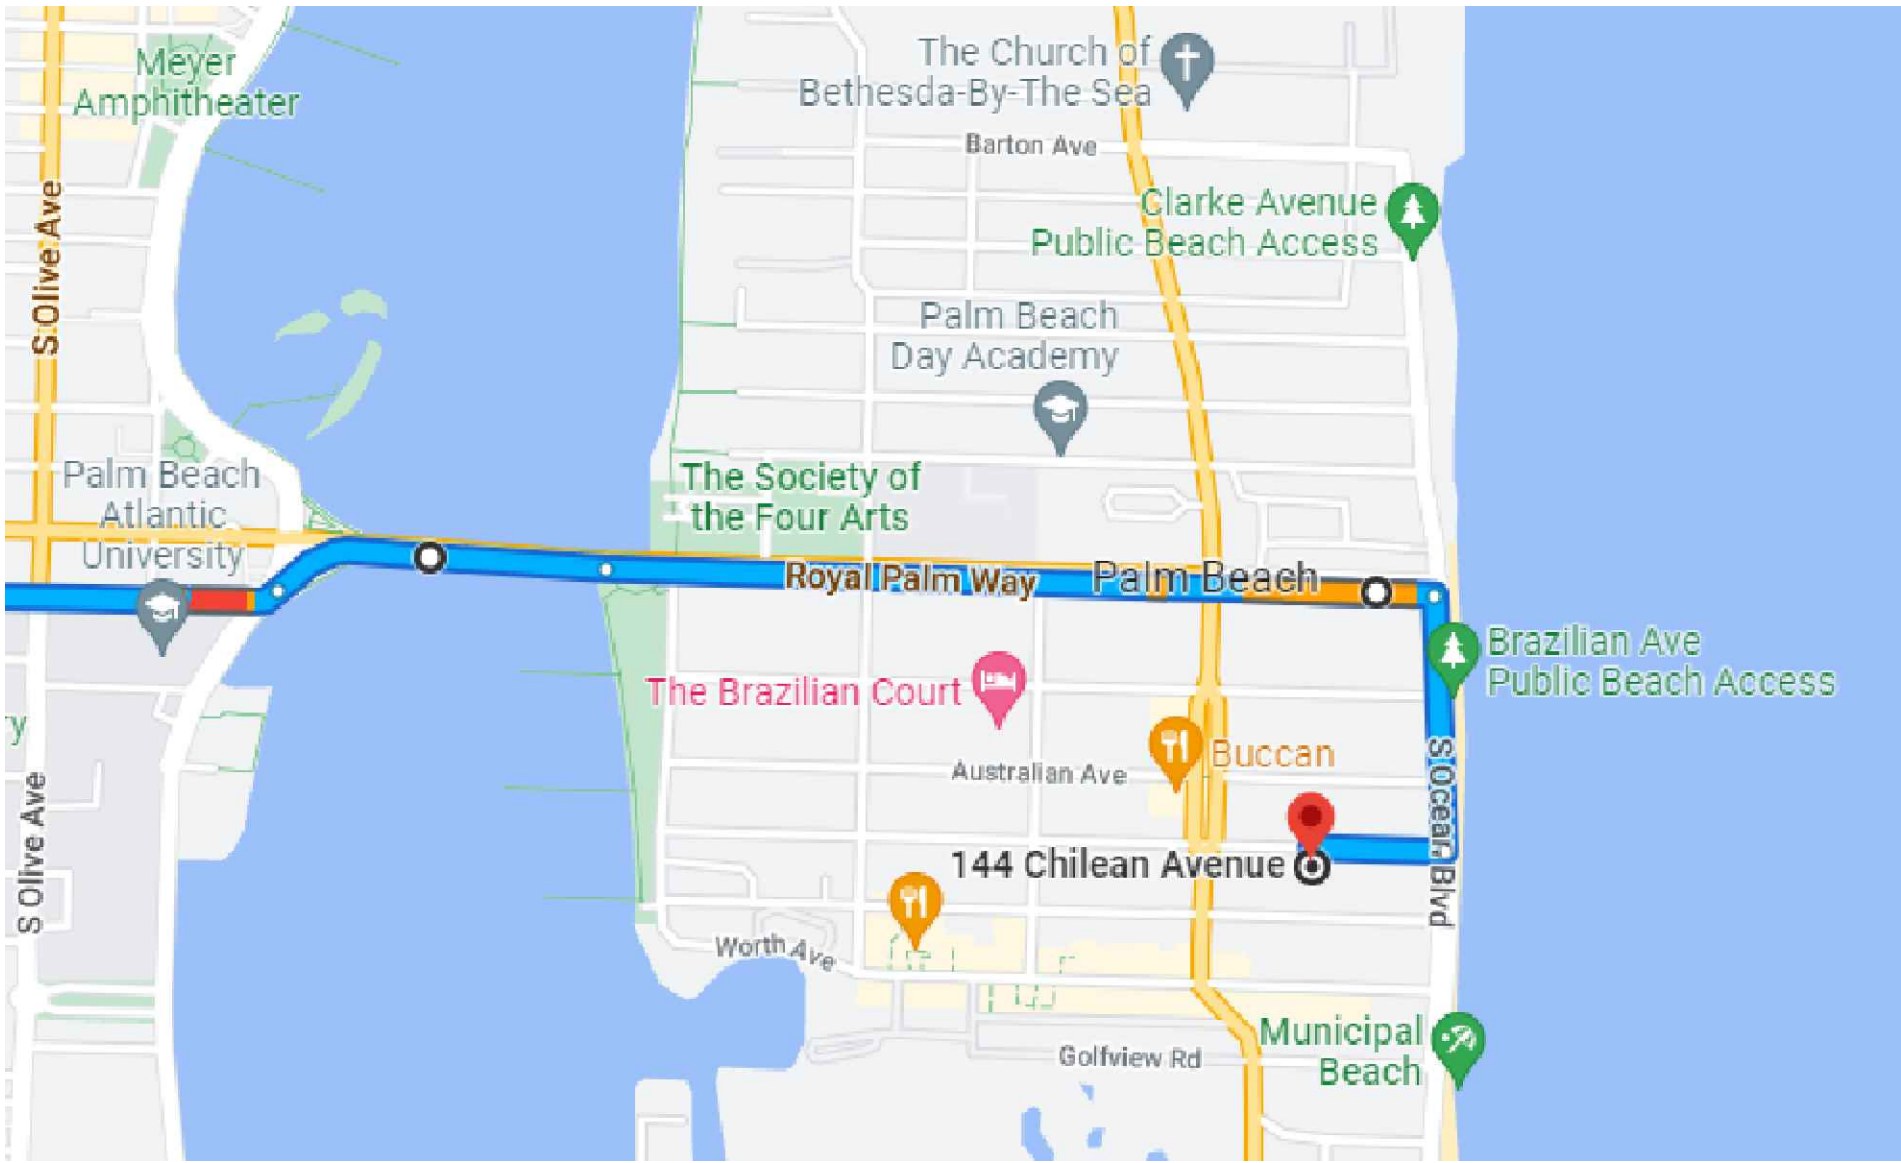 Meyer
Amphitheater
The Church of
Bethesda-By-The Sea
Barton Ave
S Olive Ave
Clarke Avenue
Public Beach Access
Palm Beach
Day Academy
Palm Beach
Atlantic
University
The Society of
the Four Arts
Royal Palm Way
Palm Beach
Brazilian Ave
Public Beach Access
The Brazilian Court
ry
Buccan
Australian Ave
S Ocean Blvd
S Olive Ave
144 Chilean Avenue
Worth Ave
Municipal
Beach
Golfview Rd